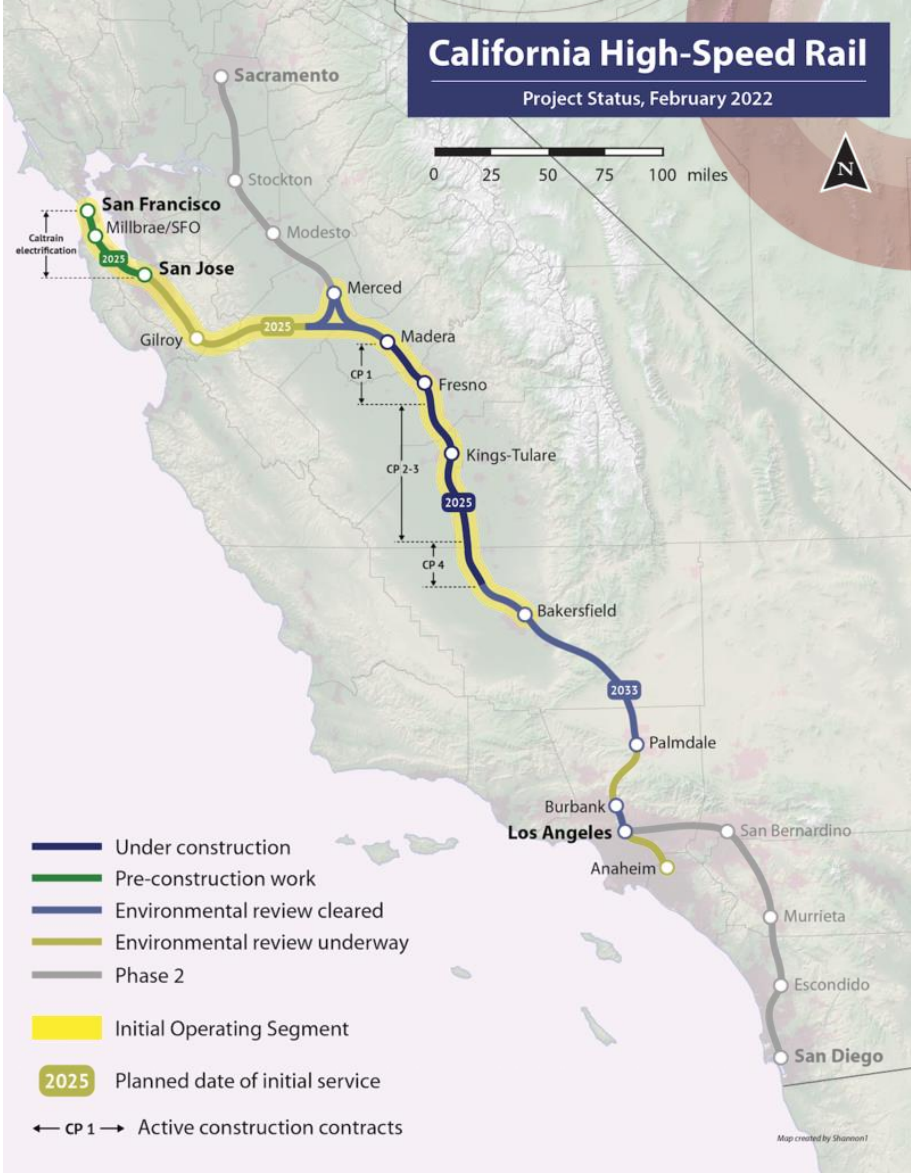 California High-Speed Rail
Project Status, February 2022
0 25 50 75 100 miles
N
Sacramento
Stockton
Modesto
San Francisco
Millbrae/SFO
Caltrain
electrification
2025
San Jose
Merced
2025
Gilroy
Madera
CP 1
Fresno
Kings-Tulare
CP 2-3
2025
CP 4
Bakersfield
2033
Palmdale
Burbank
Los Angeles
San Bernardino
Anaheim
Murrieta
Escondido
San Diego
Under construction
Pre-construction work
Environmental review cleared
Environmental review underway
Phase 2
Initial Operating Segment
2025 Planned date of initial service
CP 1 Active construction contracts
Map created by Shannon1